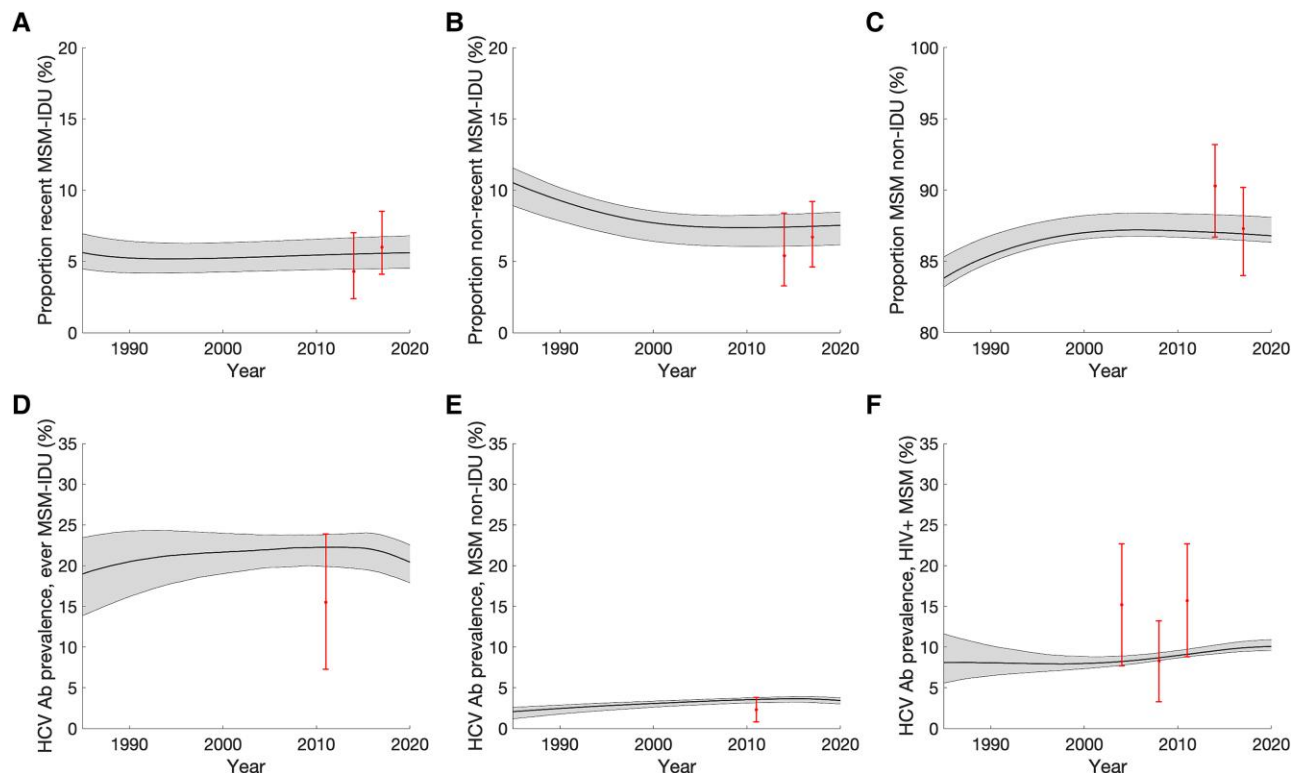 A
Proportion recent MSM-IDU (%)
20
15
10
5
0
1990 2000 2010 2020
Year
B
Proportion non-recent MSM-IDU (%)
20
15
10
5
0
1990 2000 2010 2020
Year
C
Proportion MSM non-IDU (%)
100
95
90
85
80
1990 2000 2010 2020
Year
D
HCV Ab prevalence, ever MSM-IDU (%)
35
30
25
20
15
10
5
0
1990 2000 2010 2020
Year
E
HCV Ab prevalence, MSM non-IDU (%)
35
30
25
20
15
10
5
0
1990 2000 2010 2020
Year
F
HCV Ab prevalence, HIV+ MSM (%)
35
30
25
20
15
10
5
0
1990 2000 2010 2020
Year